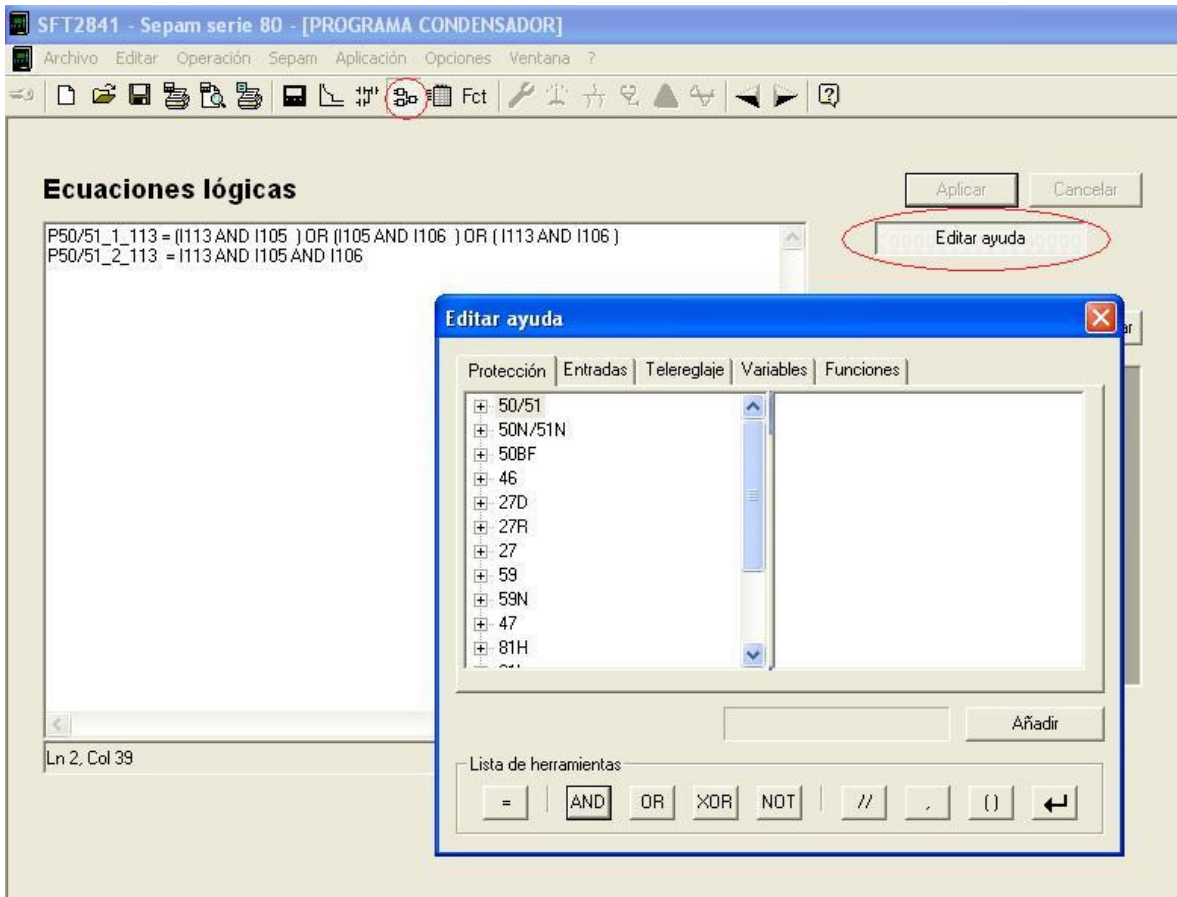 SFT2841 - Sepam serie 80 - [PROGRAMA CONDENSADOR]
Archivo Editar Operación Sepam Aplicación Opciones Ventana ?
Fct
Ecuaciones lógicas
Aplicar Cancelar
P50/51_1_113 = (I113 AND I105 ) OR (I105 AND I106 ) OR ( I113 AND I106 )
P50/51_2_113 = I113 AND I105 AND I106
Editar ayuda
Editar ayuda
ar
Protección Entradas Telereglaje Variables Funciones
50/51
50N/51N
50BF
46
27D
27R
27
59
59N
47
81H
Añadir
Ln 2, Col 39
Lista de herramientas
= AND OR XOR NOT // , ()